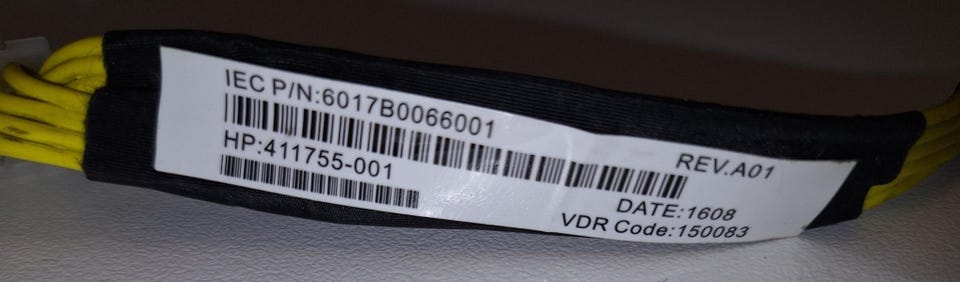 IEC P/N:6017B0066001
HP:411755-001
REV.A01
DATE:1608
VDR Code:150083